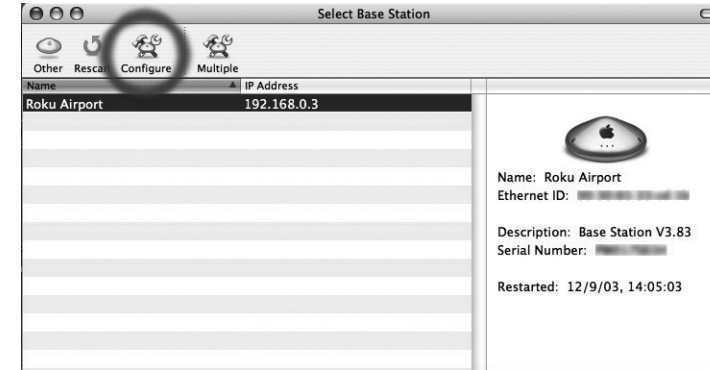 Select Base Station
Other Rescan Configure Multiple
Name IP Address
Roku Airport 192.168.0.3
Name: Roku Airport
Ethernet ID:
Description: Base Station V3.83
Serial Number:
Restarted: 12/9/03, 14:05:03